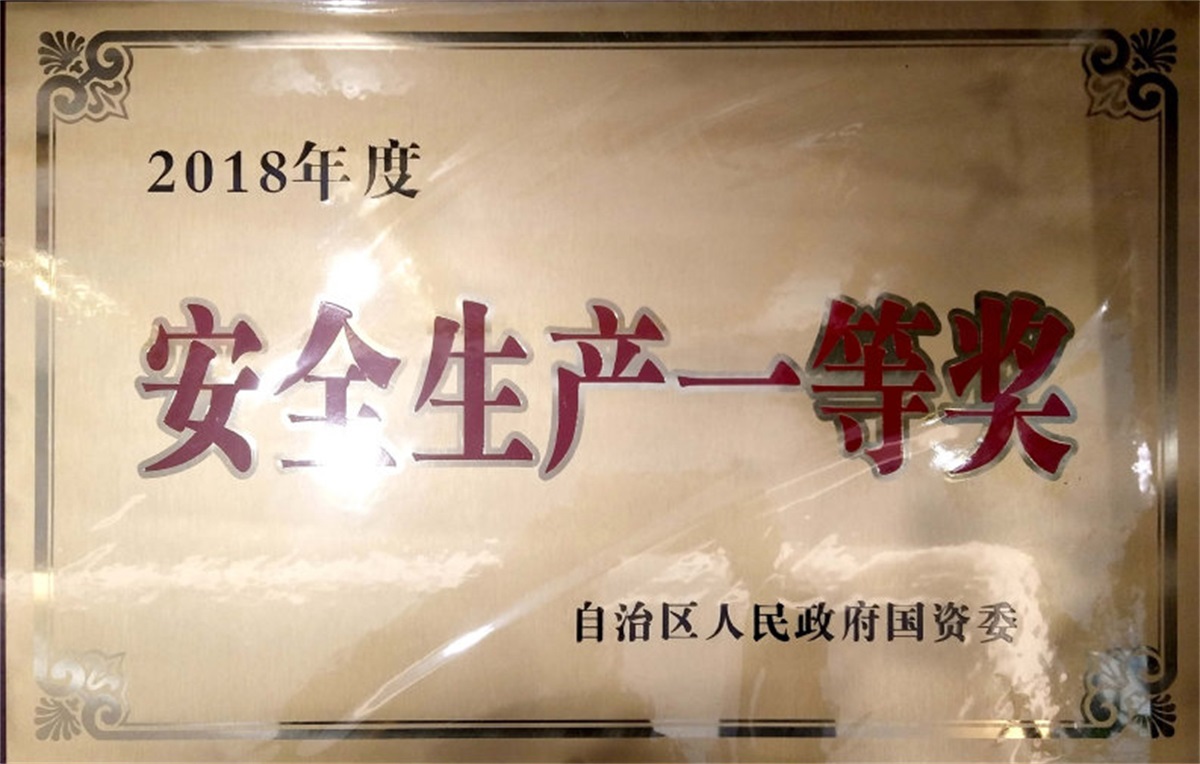 2018年度
安全生产一等奖
自治区人民政府国资委